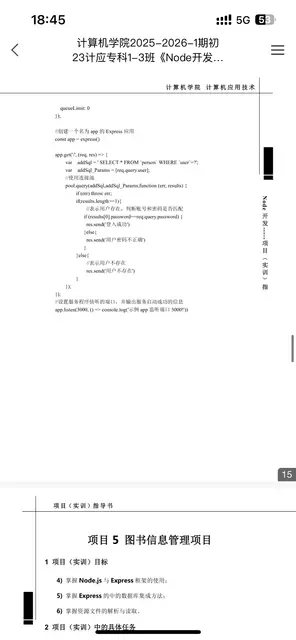 18:45
5G
53
计算机学院2025-2026-1期初
23计应专科1-3班《Node开发...
计算机学院 计算机应用技术
queueLimit: 0
});
//创建一个名为 app 的 Express 应用
const app = express()
app.get('/', (req, res) => {
var addSql = ' SELECT * FROM `person` WHERE `user`=?';
var addSql_Params = [req.query.user];
//使用连接池
pool.query(addSql,addSql_Params,function (err, results) {
if (err) throw err;
if(results.length>=1){
//表示用户存在, 判断账号和密码是否匹配
if (results[0].password==req.query.password) {
res.send('登入成功')
}else{
res.send('用户密码不正确')
}
}else{
//表示用户不存在
res.send('用户不存在')
}
});
});
//设置服务程序监听的端口，并输出服务启动成功的信息
app.listen(3000, () => console.log('示例 app 监听端口 3000!'))
Node 开发——项目（实训）指
15
项目（实训）指导书
项目 5 图书信息管理项目
1 项目（实训）目标
4) 掌握 Node.js 与 Express 框架的使用;
5) 掌握 Express 的中的数据库集成方法;
6) 掌握资源文件的解析与读取。
2 项目（实训）中的具体任务